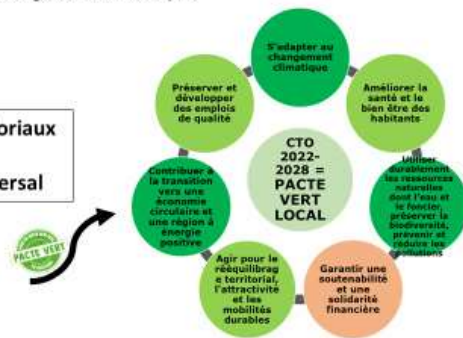 oriaux
ersal
PACTE VERT
S'adapter au
changement
climatique
Améliorer la
santé et le
bien être des
habitants
Utiliser
durablement
les ressources
naturelles
dont l'eau et
le foncier,
préserver la
biodiversité,
prévenir et
réduire les
pollutions
Garantir une
soutenabilité
et une
solidarité
financière
Agir pour le
rééquilibrag
e territorial,
l'attractivité
et les
mobilités
durables
Contribuer à
la transition
vers une
économie
circulaire et
une région à
énergie
positive
Préserver et
développer
des emplois
de qualité
CTO
2022-
2028 =
PACTE
VERT
LOCAL